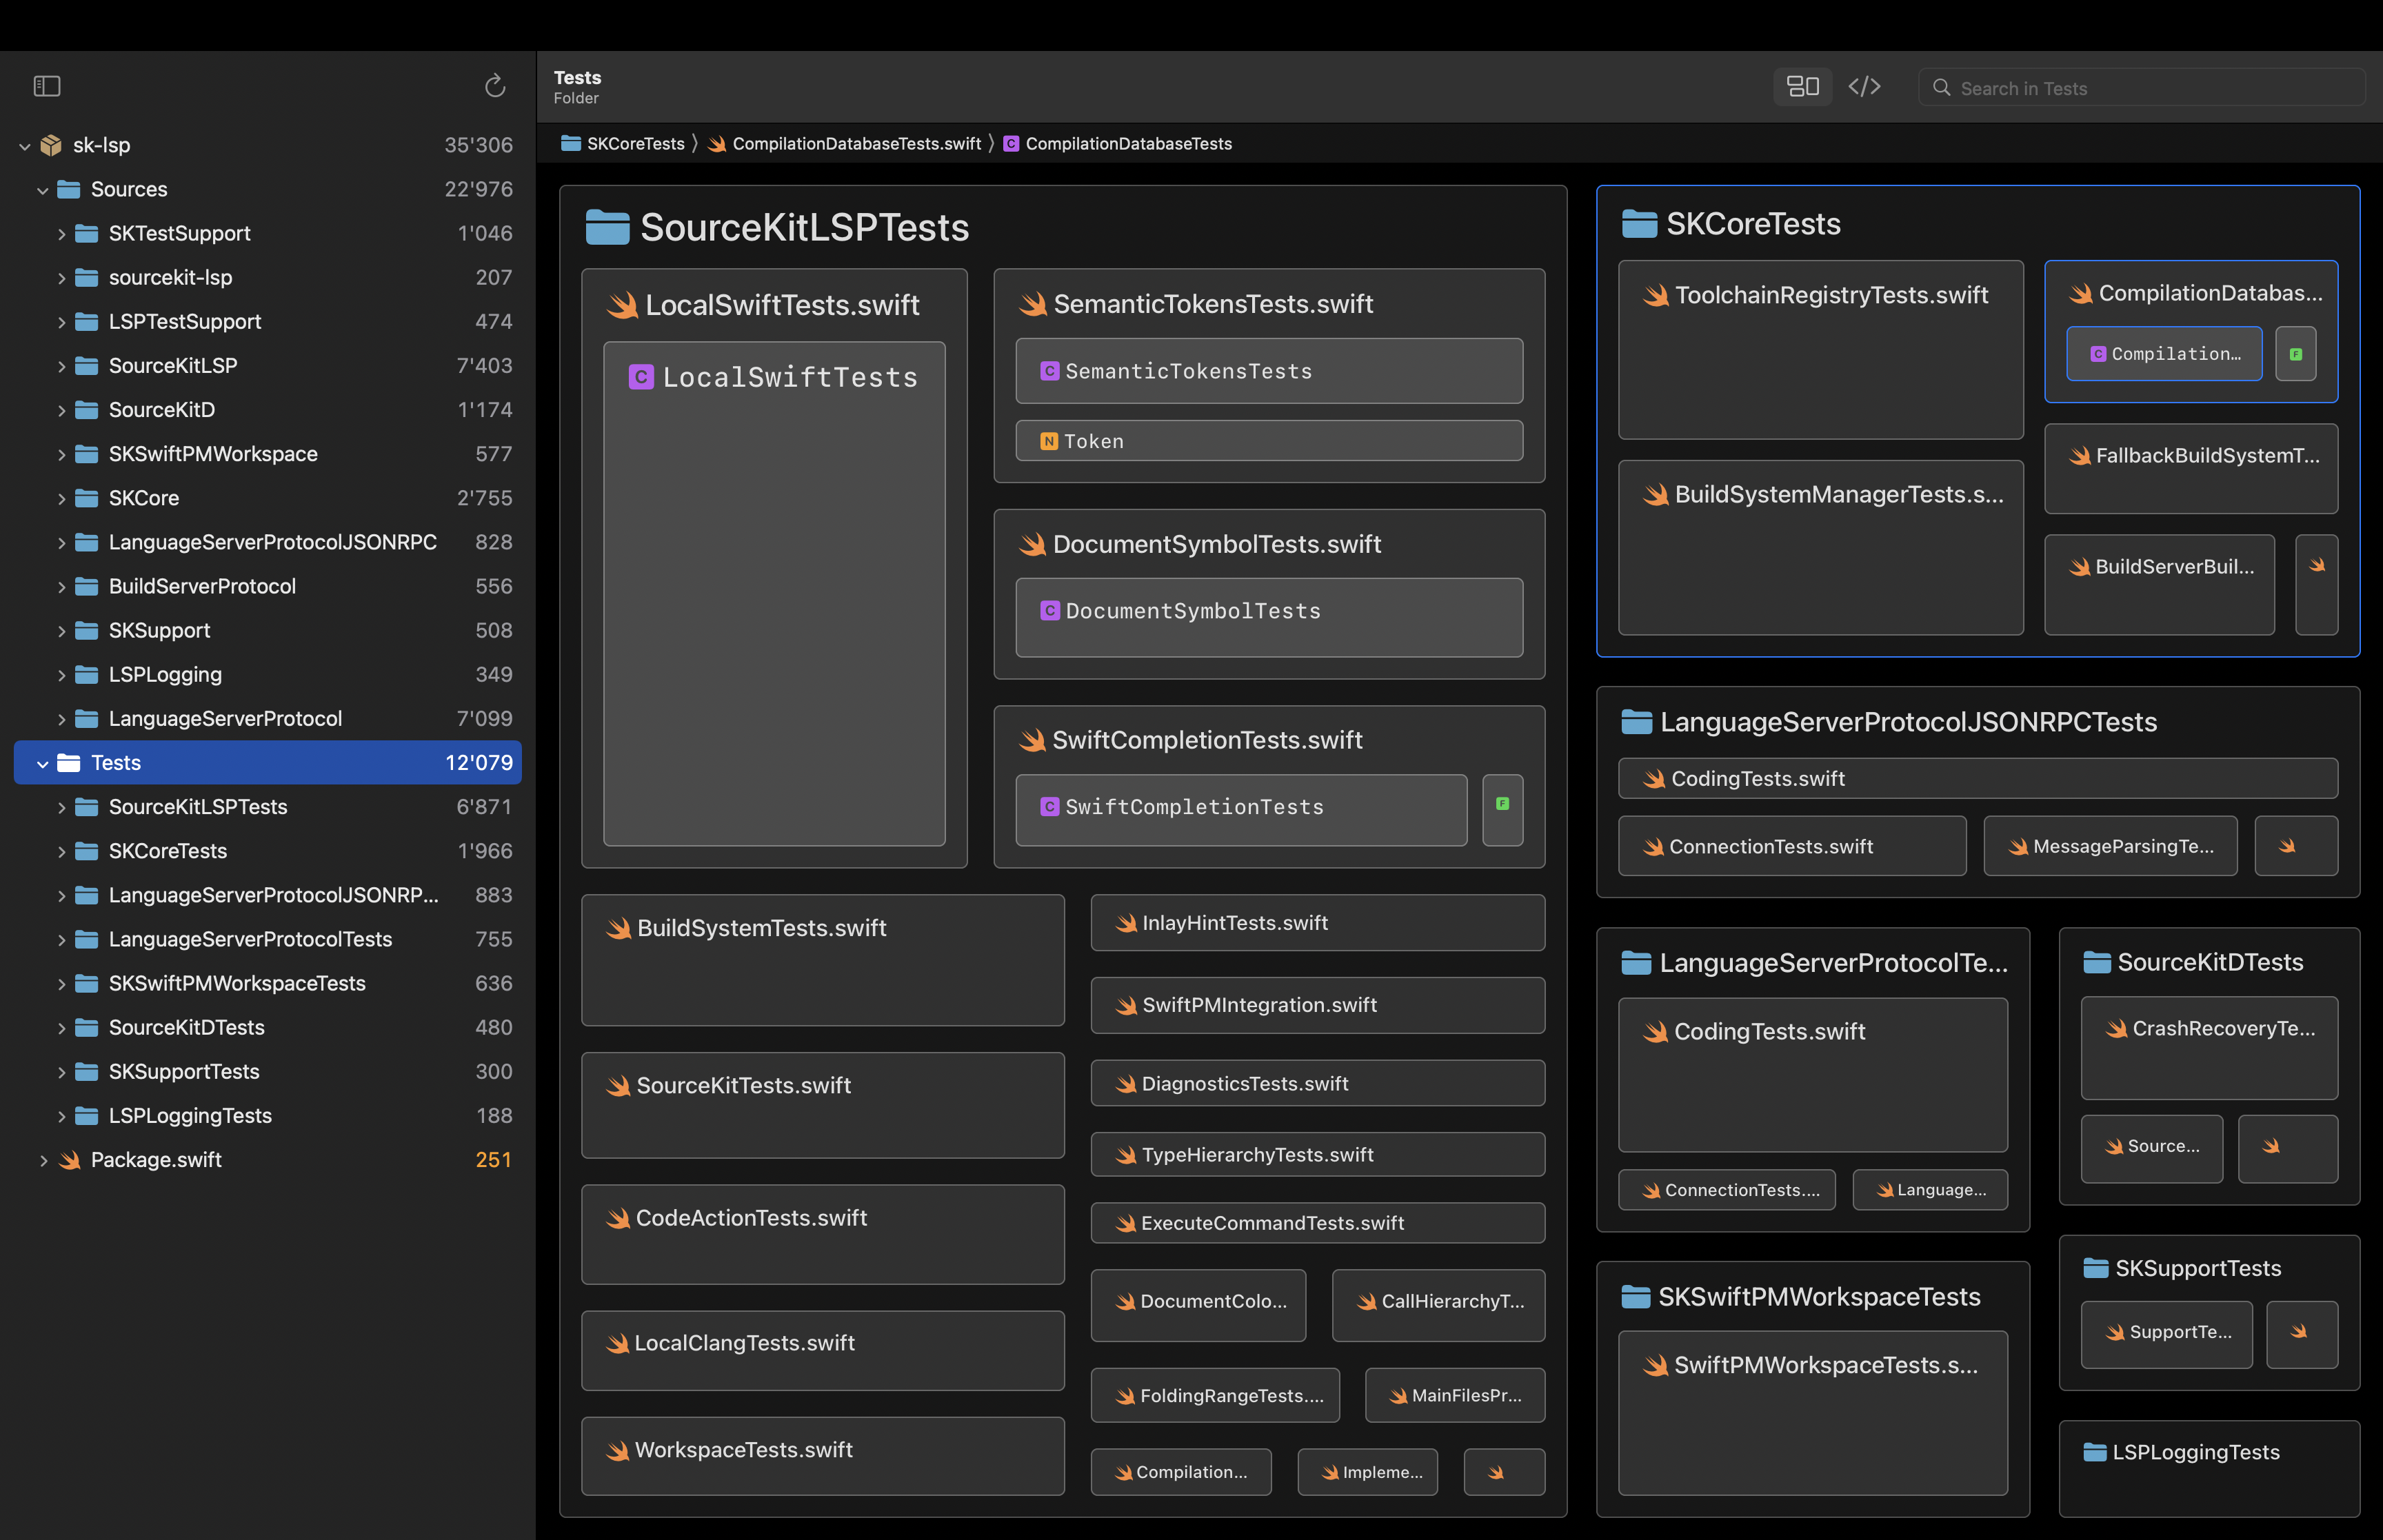 Tests
Folder
Search in Tests
sk-lsp 35'306
Sources 22'976
SKTestSupport 1'046
sourcekit-lsp 207
LSPTestSupport 474
SourceKitLSP 7'403
SourceKitD 1'174
SKSwiftPMWorkspace 577
SKCore 2'755
LanguageServerProtocolJSONRPC 828
BuildServerProtocol 556
SKSupport 508
LSPLogging 349
LanguageServerProtocol 7'099
Tests 12'079
SourceKitLSPTests 6'871
SKCoreTests 1'966
LanguageServerProtocolJSONRP... 883
LanguageServerProtocolTests 755
SKSwiftPMWorkspaceTests 636
SourceKitDTests 480
SKSupportTests 300
LSPLoggingTests 188
Package.swift 251
SKCoreTests 〉 CompilationDatabaseTests.swift 〉 C CompilationDatabaseTests
SourceKitLSPTests
LocalSwiftTests.swift
C LocalSwiftTests
SemanticTokensTests.swift
C SemanticTokensTests
N Token
DocumentSymbolTests.swift
C DocumentSymbolTests
SwiftCompletionTests.swift
C SwiftCompletionTests
F
BuildSystemTests.swift
SourceKitTests.swift
CodeActionTests.swift
LocalClangTests.swift
WorkspaceTests.swift
InlayHintTests.swift
SwiftPMIntegration.swift
DiagnosticsTests.swift
TypeHierarchyTests.swift
ExecuteCommandTests.swift
DocumentColo...
CallHierarchyT...
FoldingRangeTests....
MainFilesPr...
Compilation...
Impleme...
SKCoreTests
ToolchainRegistryTests.swift
BuildSystemManagerTests.s...
CompilationDatabas...
C Compilation...
F
FallbackBuildSystemT...
BuildServerBuil...
LanguageServerProtocolJSONRPCTests
CodingTests.swift
ConnectionTests.swift
MessageParsingTe...
LanguageServerProtocolTe...
CodingTests.swift
ConnectionTests....
Language...
SourceKitDTests
CrashRecoveryTe...
Source...
SKSwiftPMWorkspaceTests
SwiftPMWorkspaceTests.s...
SKSupportTests
SupportTe...
LSPLoggingTests